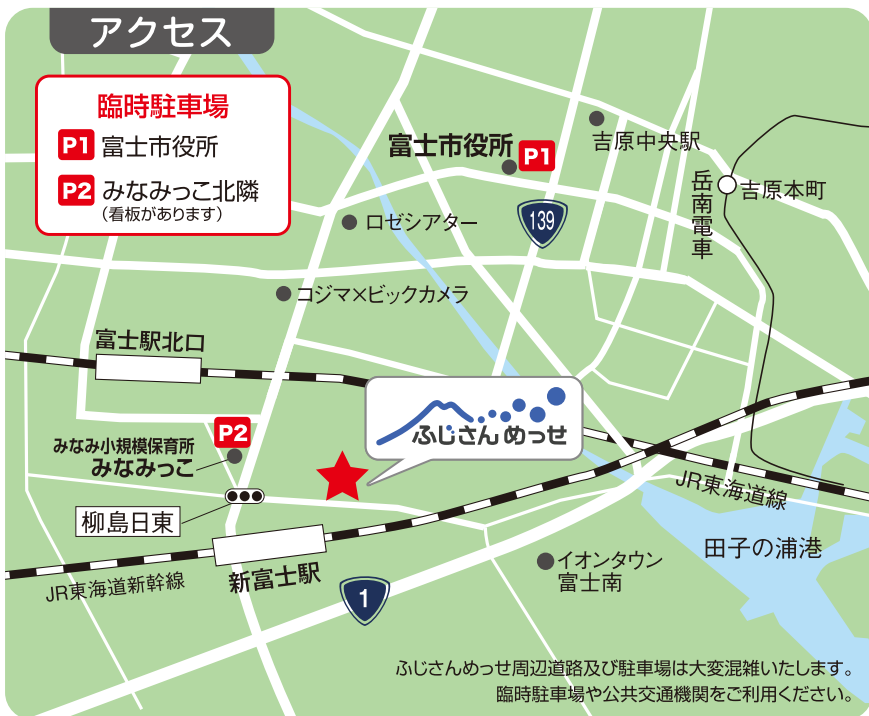 アクセス
臨時駐車場
P1 富士市役所
P2 みなみっこ北隣
(看板があります)
富士市役所 P1
吉原中央駅
岳南電車
吉原本町
139
ロゼシアター
コジマ×ビックカメラ
富士駅北口
ふじさんめっせ
P2
みなみ小規模保育所
みなみっこ
柳島日東
JR東海道線
田子の浦港
新富士駅
JR東海道新幹線
イオンタウン
富士南
1
ふじさんめっせ周辺道路及び駐車場は大変混雑いたします。
臨時駐車場や公共交通機関をご利用ください。